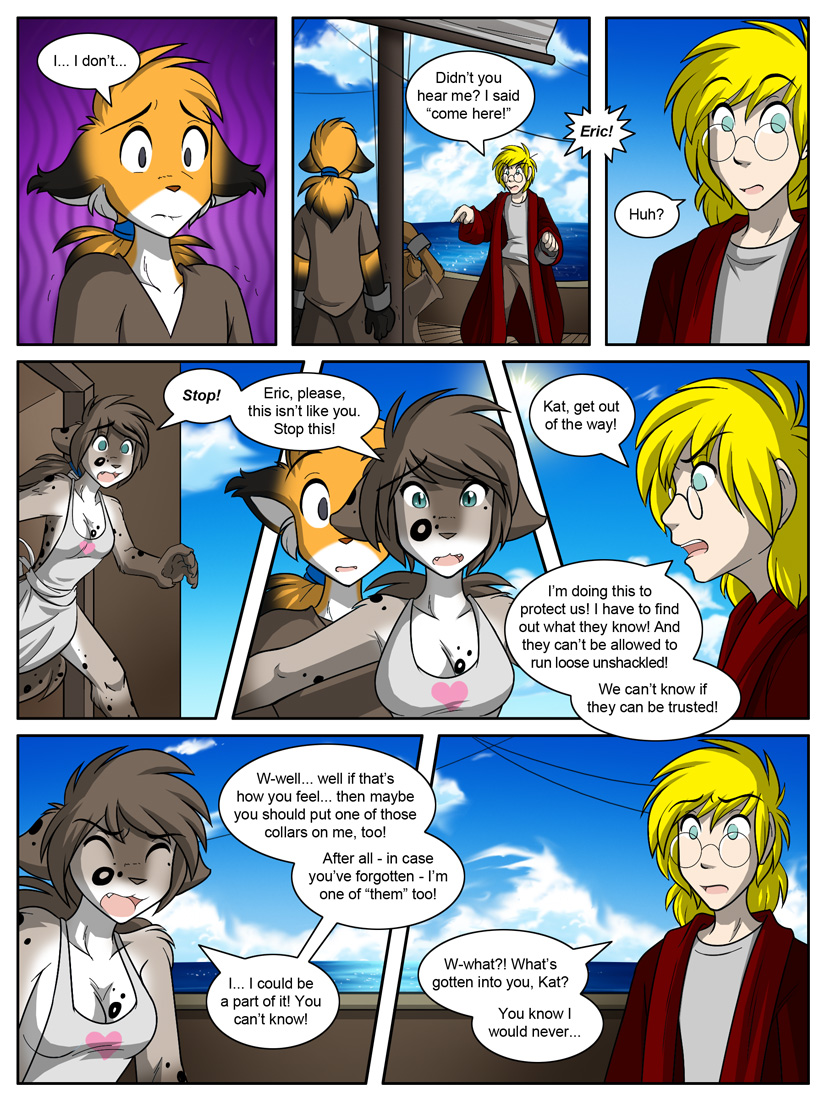 I... I don't...
Didn't you
hear me? I said
"come here!"
Eric!
Huh?
Stop!
Eric, please,
this isn't like you.
Stop this!
Kat, get out
of the way!
I'm doing this to
protect us! I have to find
out what they know! And
they can't be allowed to
run loose unshackled!
We can't know if
they can be trusted!
W-well... well if that's
how you feel... then maybe
you should put one of those
collars on me, too!
After all - in case
you've forgotten - I'm
one of "them" too!
I... I could be
a part of it! You
can't know!
W-what?! What's
gotten into you, Kat?
You know I
would never...